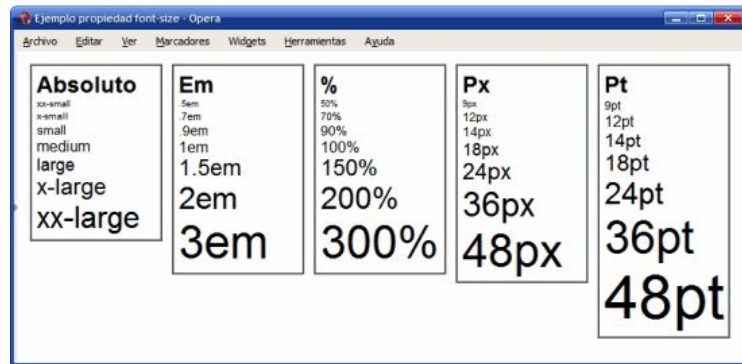 Ejemplo propiedad font-size - Opera
Archivo Editar Ver Marcadores Widgets Herramientas Ayuda
Absoluto
xx-small
x-small
small
medium
large
x-large
xx-large
Em
.5em
.7em
.9em
1em
1.5em
2em
3em
%
50%
70%
90%
100%
150%
200%
300%
Px
9px
12px
14px
18px
24px
36px
48px
Pt
9pt
12pt
14pt
18pt
24pt
36pt
48pt